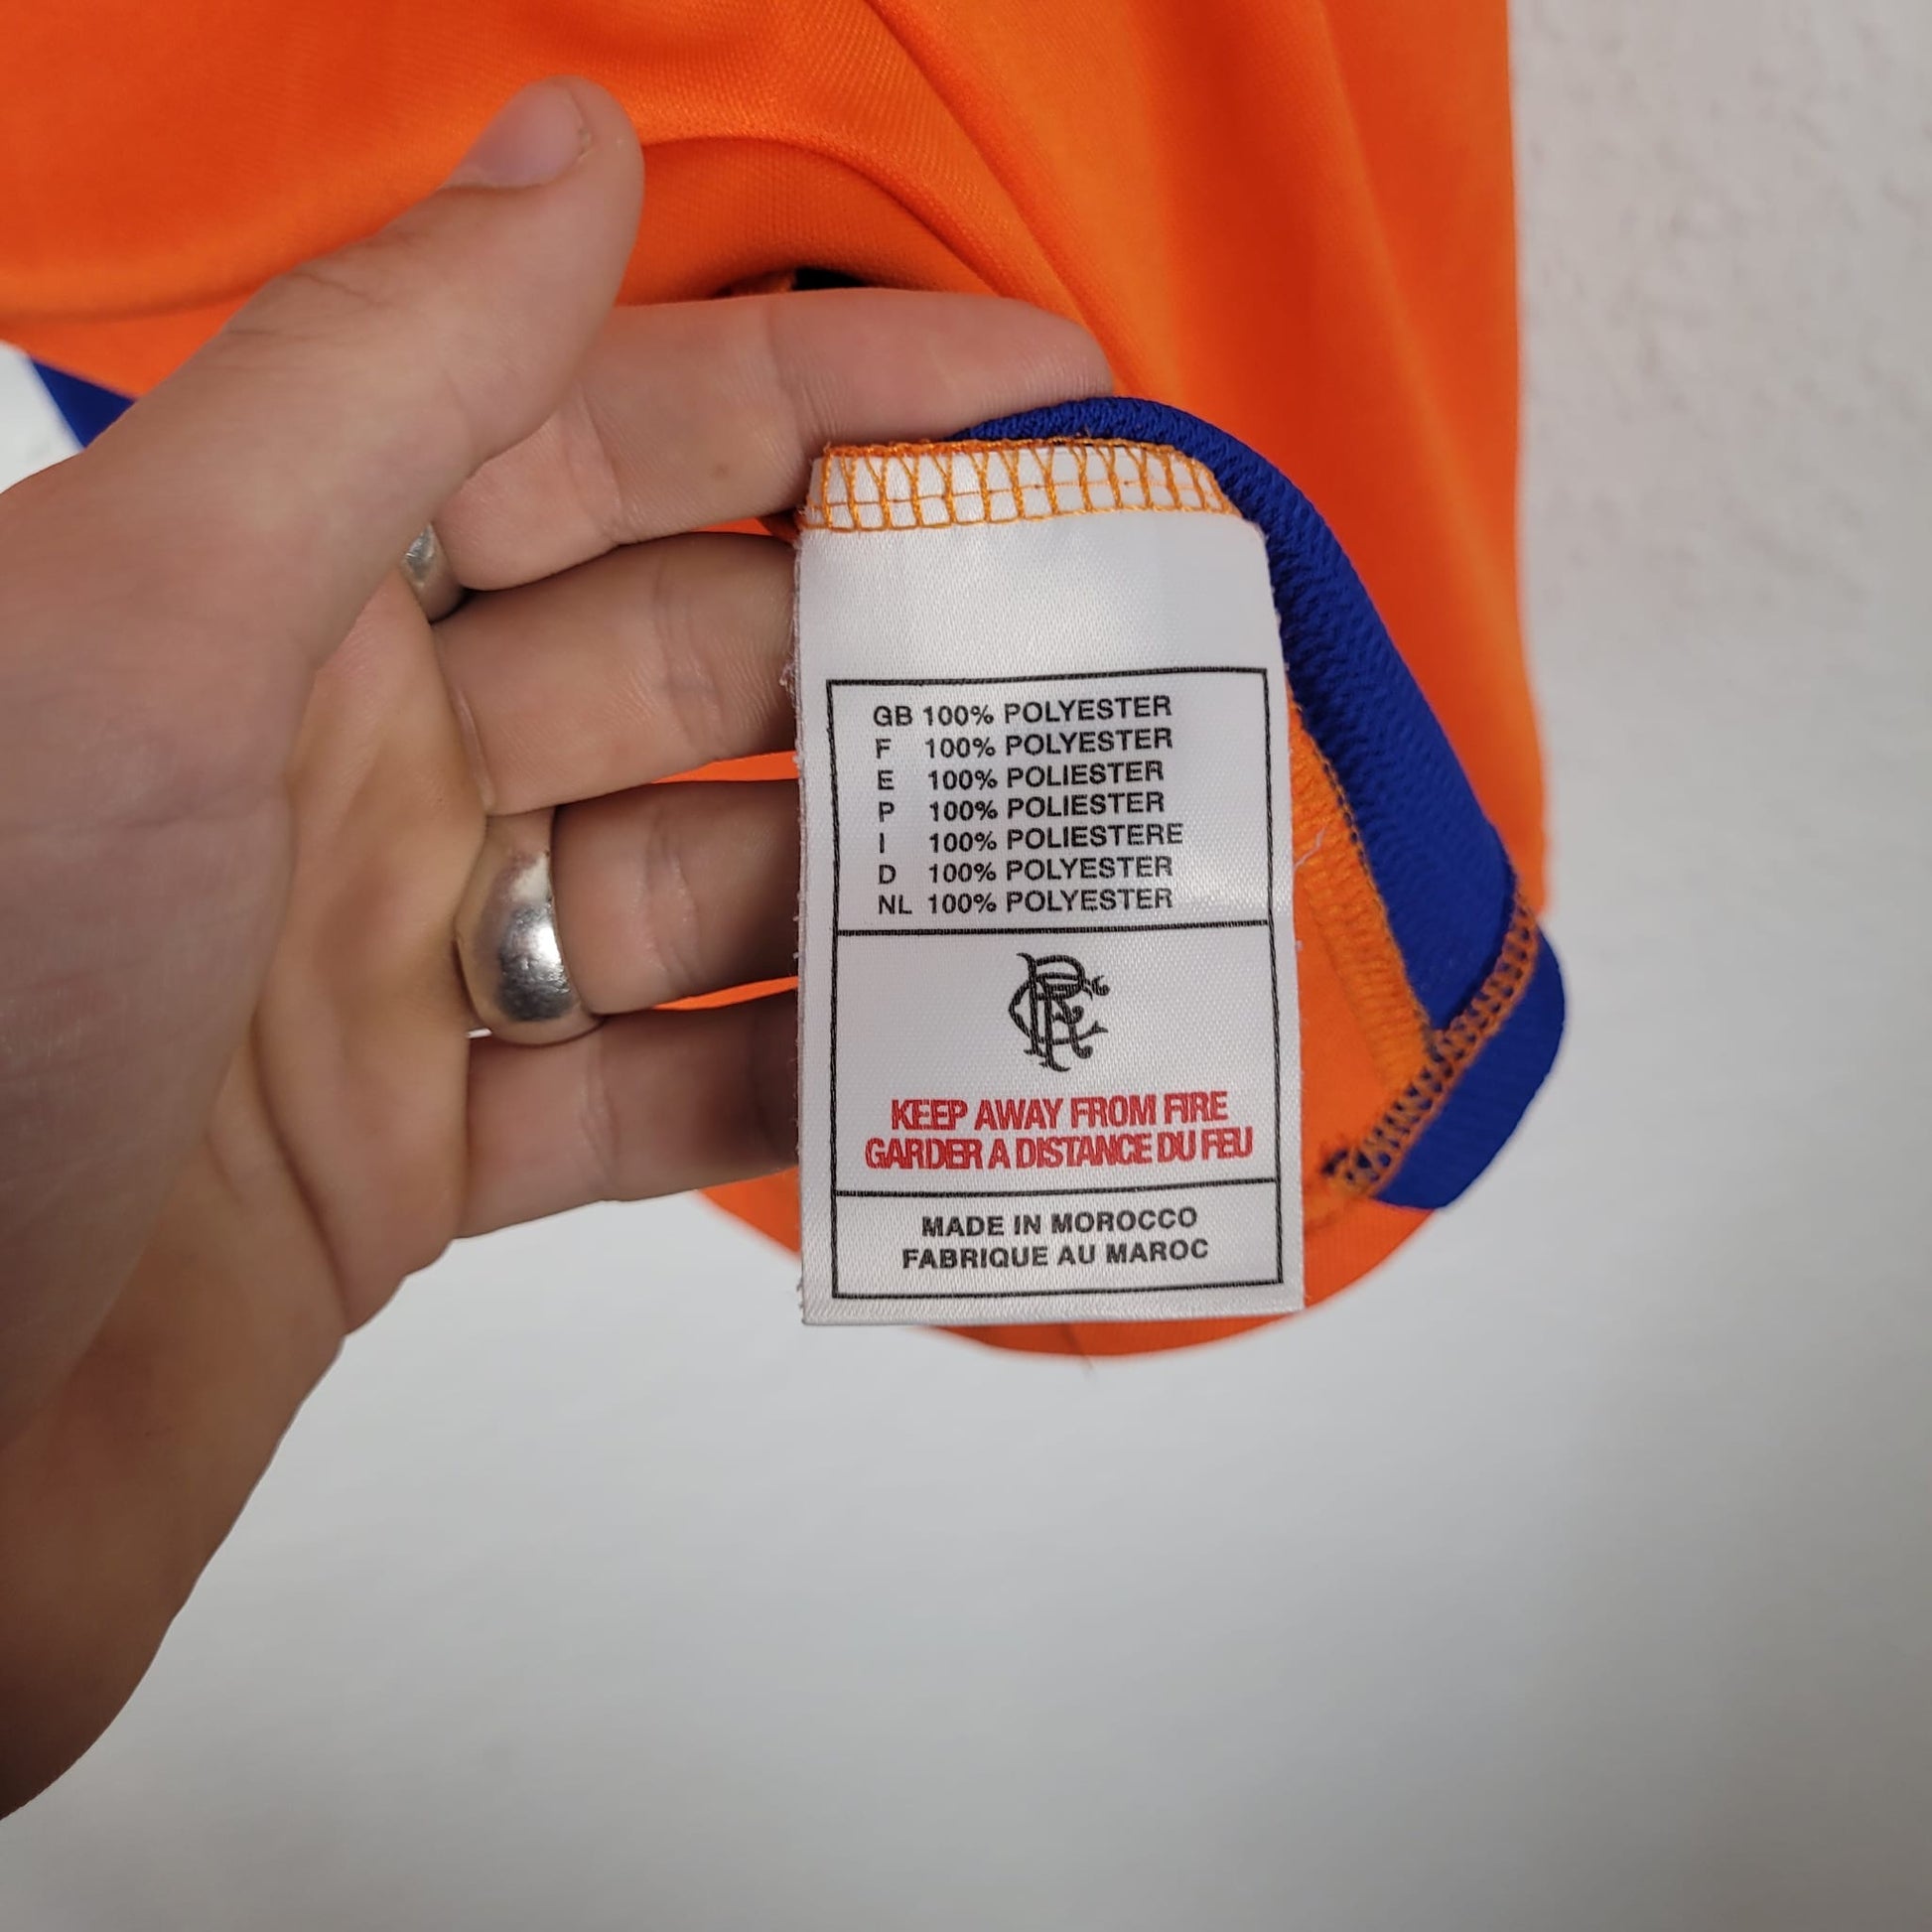 GB 100% POLYESTER
F 100% POLYESTER
E 100% POLIESTER
P 100% POLIESTER
I 100% POLIESTERE
D 100% POLYESTER
NL 100% POLYESTER
RFC
KEEP AWAY FROM FIRE
GARDER A DISTANCE DU FEU
MADE IN MOROCCO
FABRIQUE AU MAROC